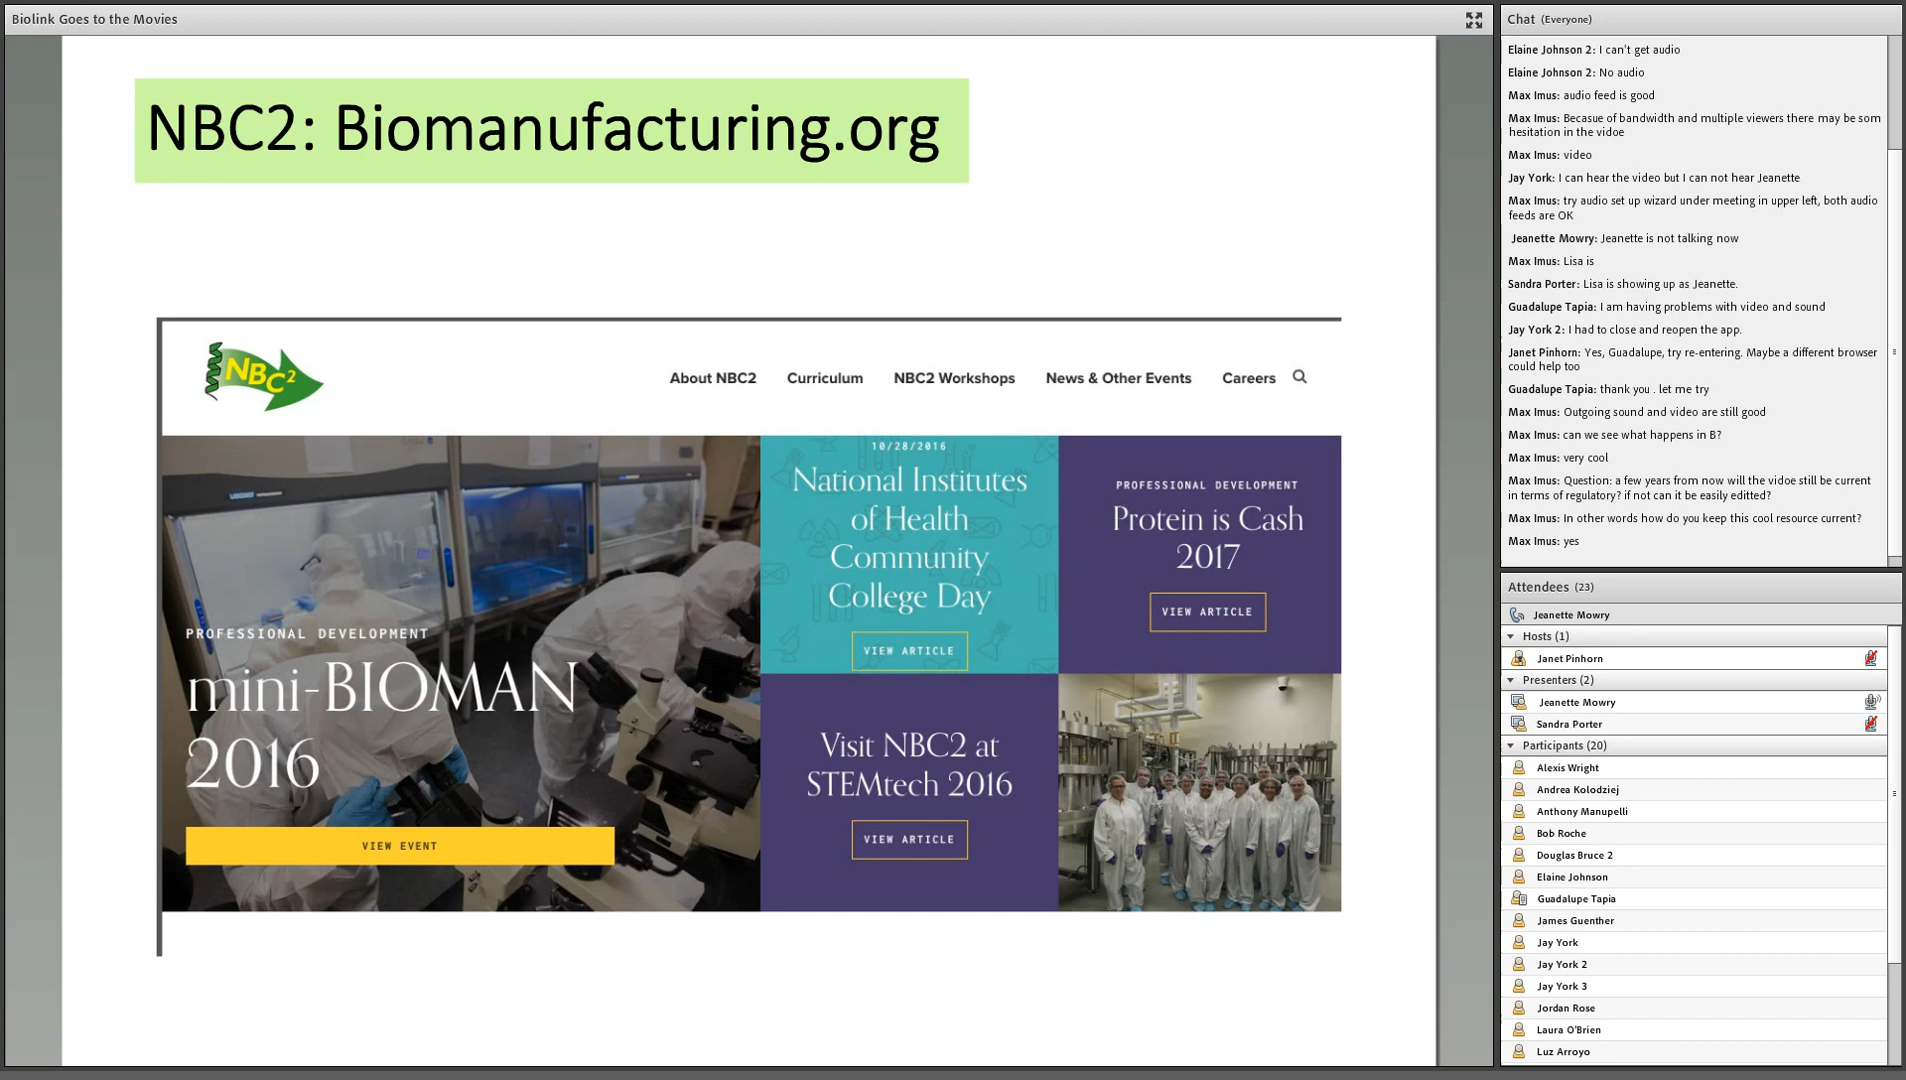 Biolink Goes to the Movies
NBC2: Biomanufacturing.org
NBC²
About NBC2
Curriculum
NBC2 Workshops
News & Other Events
Careers
PROFESSIONAL DEVELOPMENT
mini-BIOMAN
2016
VIEW EVENT
10/28/2016
National Institutes
of Health
Community
College Day
VIEW ARTICLE
PROFESSIONAL DEVELOPMENT
Protein is Cash
2017
VIEW ARTICLE
Visit NBC2 at
STEMtech 2016
VIEW ARTICLE
Chat (Everyone)
Elaine Johnson 2: I can't get audio
Elaine Johnson 2: No audio
Max Imus: audio feed is good
Max Imus: Becasue of bandwidth and multiple viewers there may be som
hesitation in the vidoe
Max Imus: video
Jay York: I can hear the video but I can not hear Jeanette
Max Imus: try audio set up wizard under meeting in upper left, both audio
feeds are OK
Jeanette Mowry: Jeanette is not talking now
Max Imus: Lisa is
Sandra Porter: Lisa is showing up as Jeanette.
Guadalupe Tapia: I am having problems with video and sound
Jay York 2: I had to close and reopen the app.
Janet Pinhorn: Yes, Guadalupe, try re-entering. Maybe a different browser
could help too
Guadalupe Tapia: thank you . let me try
Max Imus: Outgoing sound and video are still good
Max Imus: can we see what happens in B?
Max Imus: very cool
Max Imus: Question: a few years from now will the vidoe still be current
in terms of regulatory? if not can it be easily editted?
Max Imus: In other words how do you keep this cool resource current?
Max Imus: yes
Attendees (23)
Jeanette Mowry
Hosts (1)
Janet Pinhorn
Presenters (2)
Jeanette Mowry
Sandra Porter
Participants (20)
Alexis Wright
Andrea Kolodziej
Anthony Manupelli
Bob Roche
Douglas Bruce 2
Elaine Johnson
Guadalupe Tapia
James Guenther
Jay York
Jay York 2
Jay York 3
Jordan Rose
Laura O'Brien
Luz Arroyo